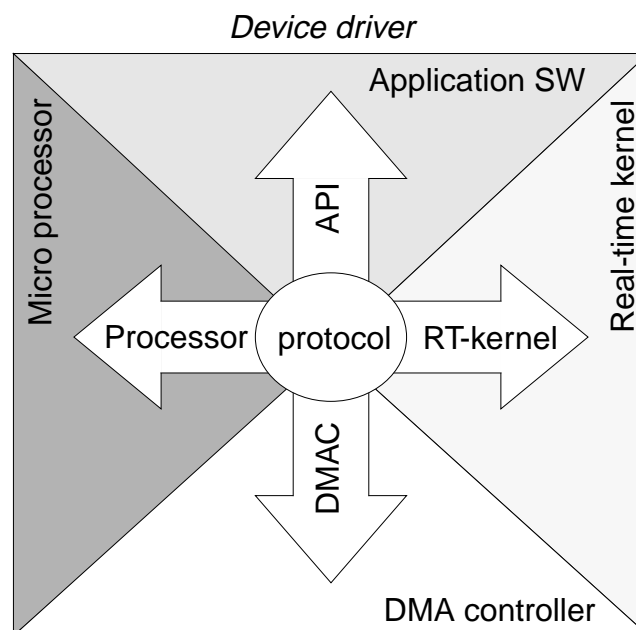 Device driver
Application SW
Micro processor
Real-time kernel
API
Processor
protocol
RT-kernel
DMAC
DMA controller